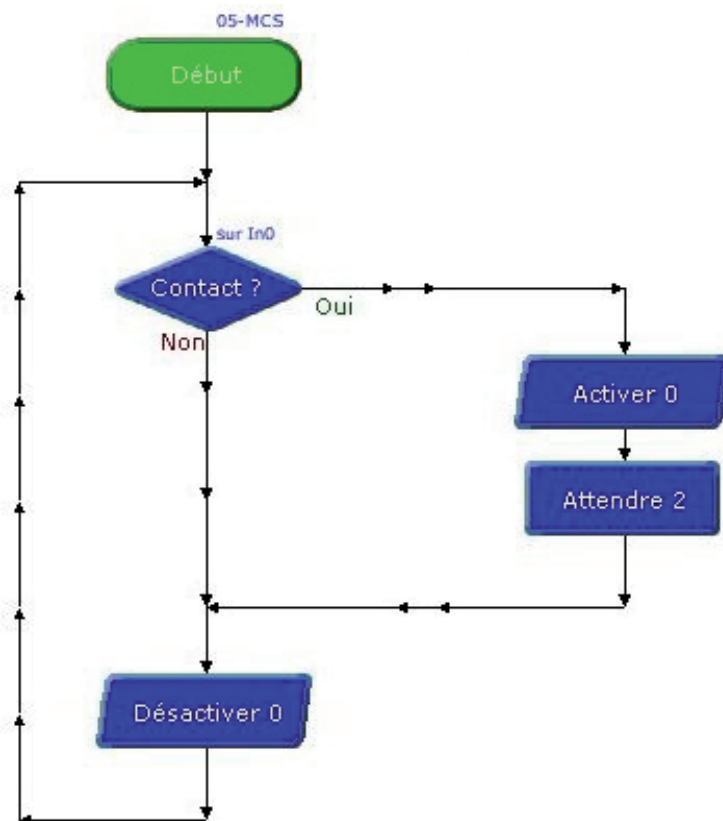 05-MCS
Début
sur In0
Contact ?
Oui
Non
Activer 0
Attendre 2
Désactiver 0